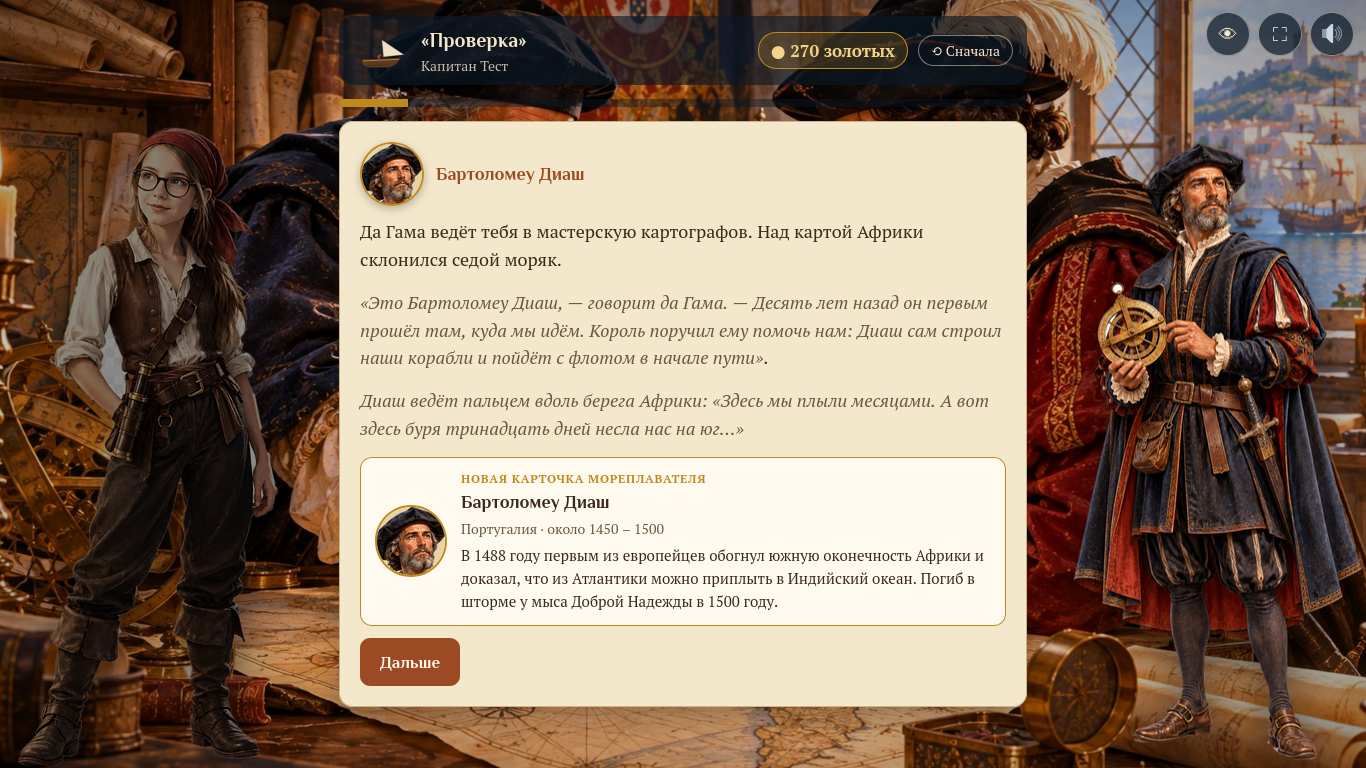 «Проверка»
Капитан Тест
270 золотых
⟲ Сначала
Бартоломеу Диаш
Да Гама ведёт тебя в мастерскую картографов. Над картой Африки
склонился седой моряк.
«Это Бартоломеу Диаш, — говорит да Гама. — Десять лет назад он первым
прошёл там, куда мы идём. Король поручил ему помочь нам: Диаш сам строил
наши корабли и пойдёт с флотом в начале пути».
Диаш ведёт пальцем вдоль берега Африки: «Здесь мы плыли месяцами. А вот
здесь буря тринадцать дней несла нас на юг…»
НОВАЯ КАРТОЧКА МОРЕПЛАВАТЕЛЯ
Бартоломеу Диаш
Португалия · около 1450 – 1500
В 1488 году первым из европейцев обогнул южную оконечность Африки и
доказал, что из Атлантики можно приплыть в Индийский океан. Погиб в
шторме у мыса Доброй Надежды в 1500 году.
Дальше